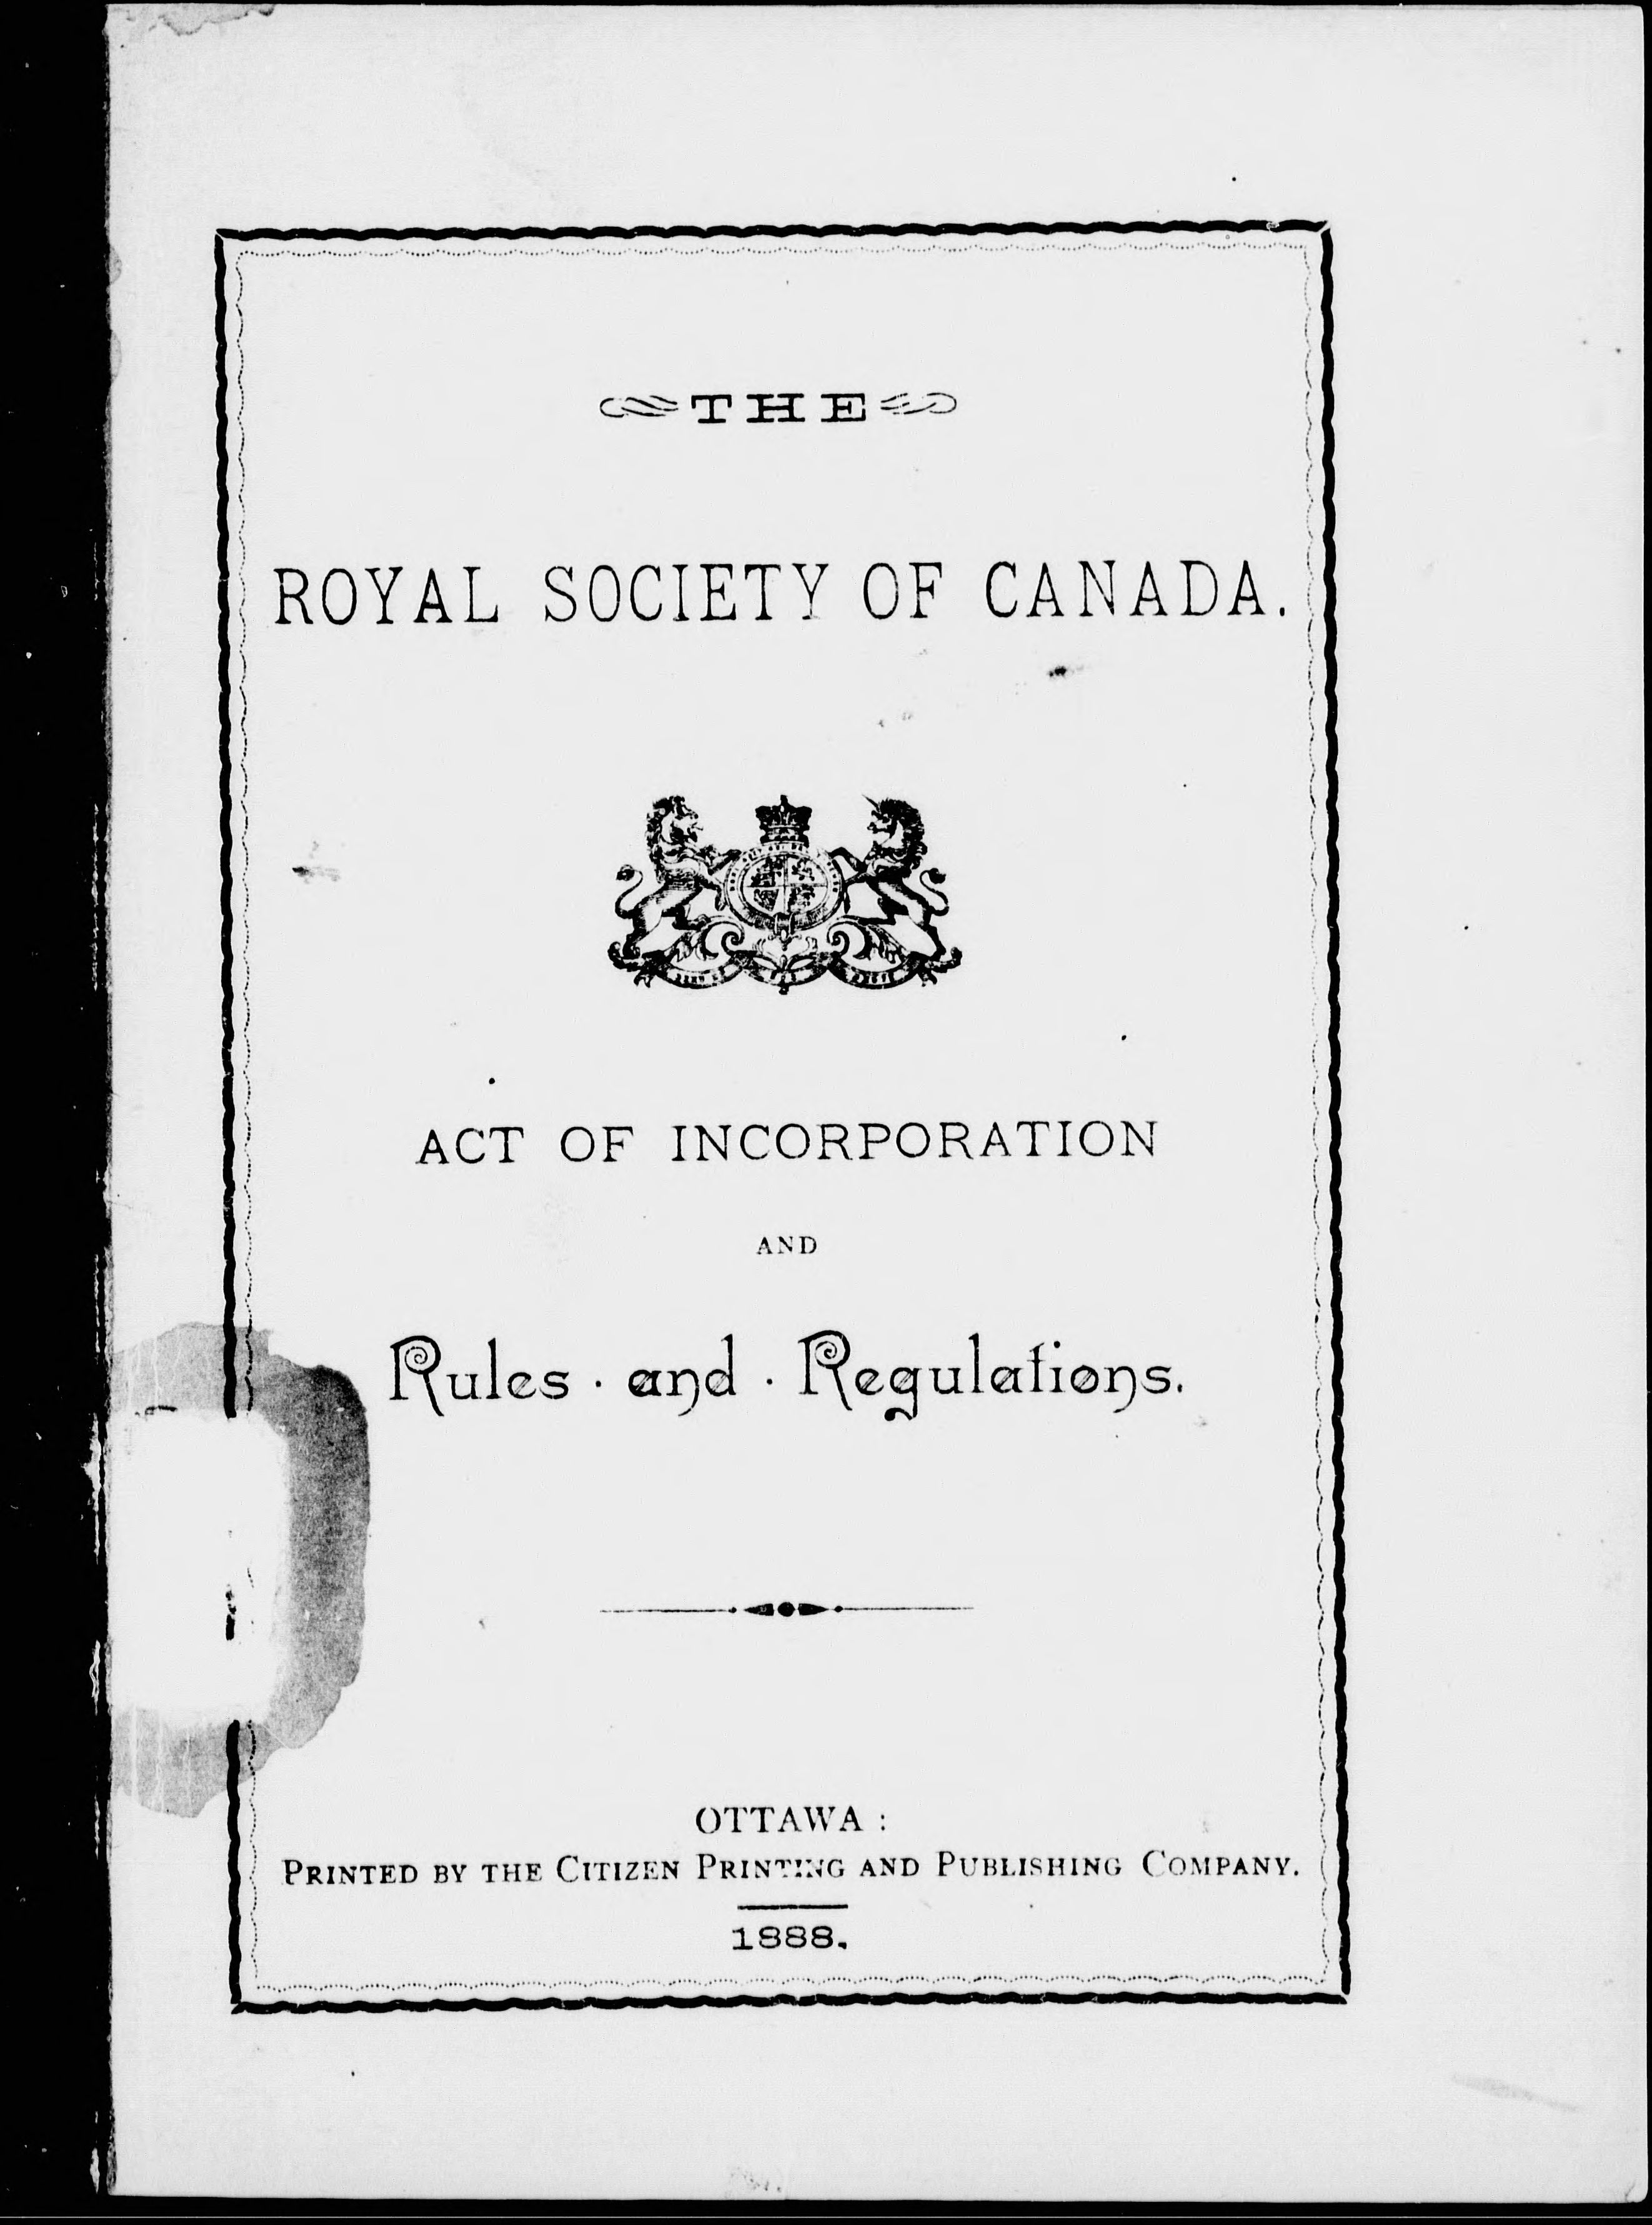 THE
ROYAL SOCIETY OF CANADA.
ACT OF INCORPORATION
AND
Rules · and · Regulations.
OTTAWA :
PRINTED BY THE CITIZEN PRINTING AND PUBLISHING COMPANY.
1888.